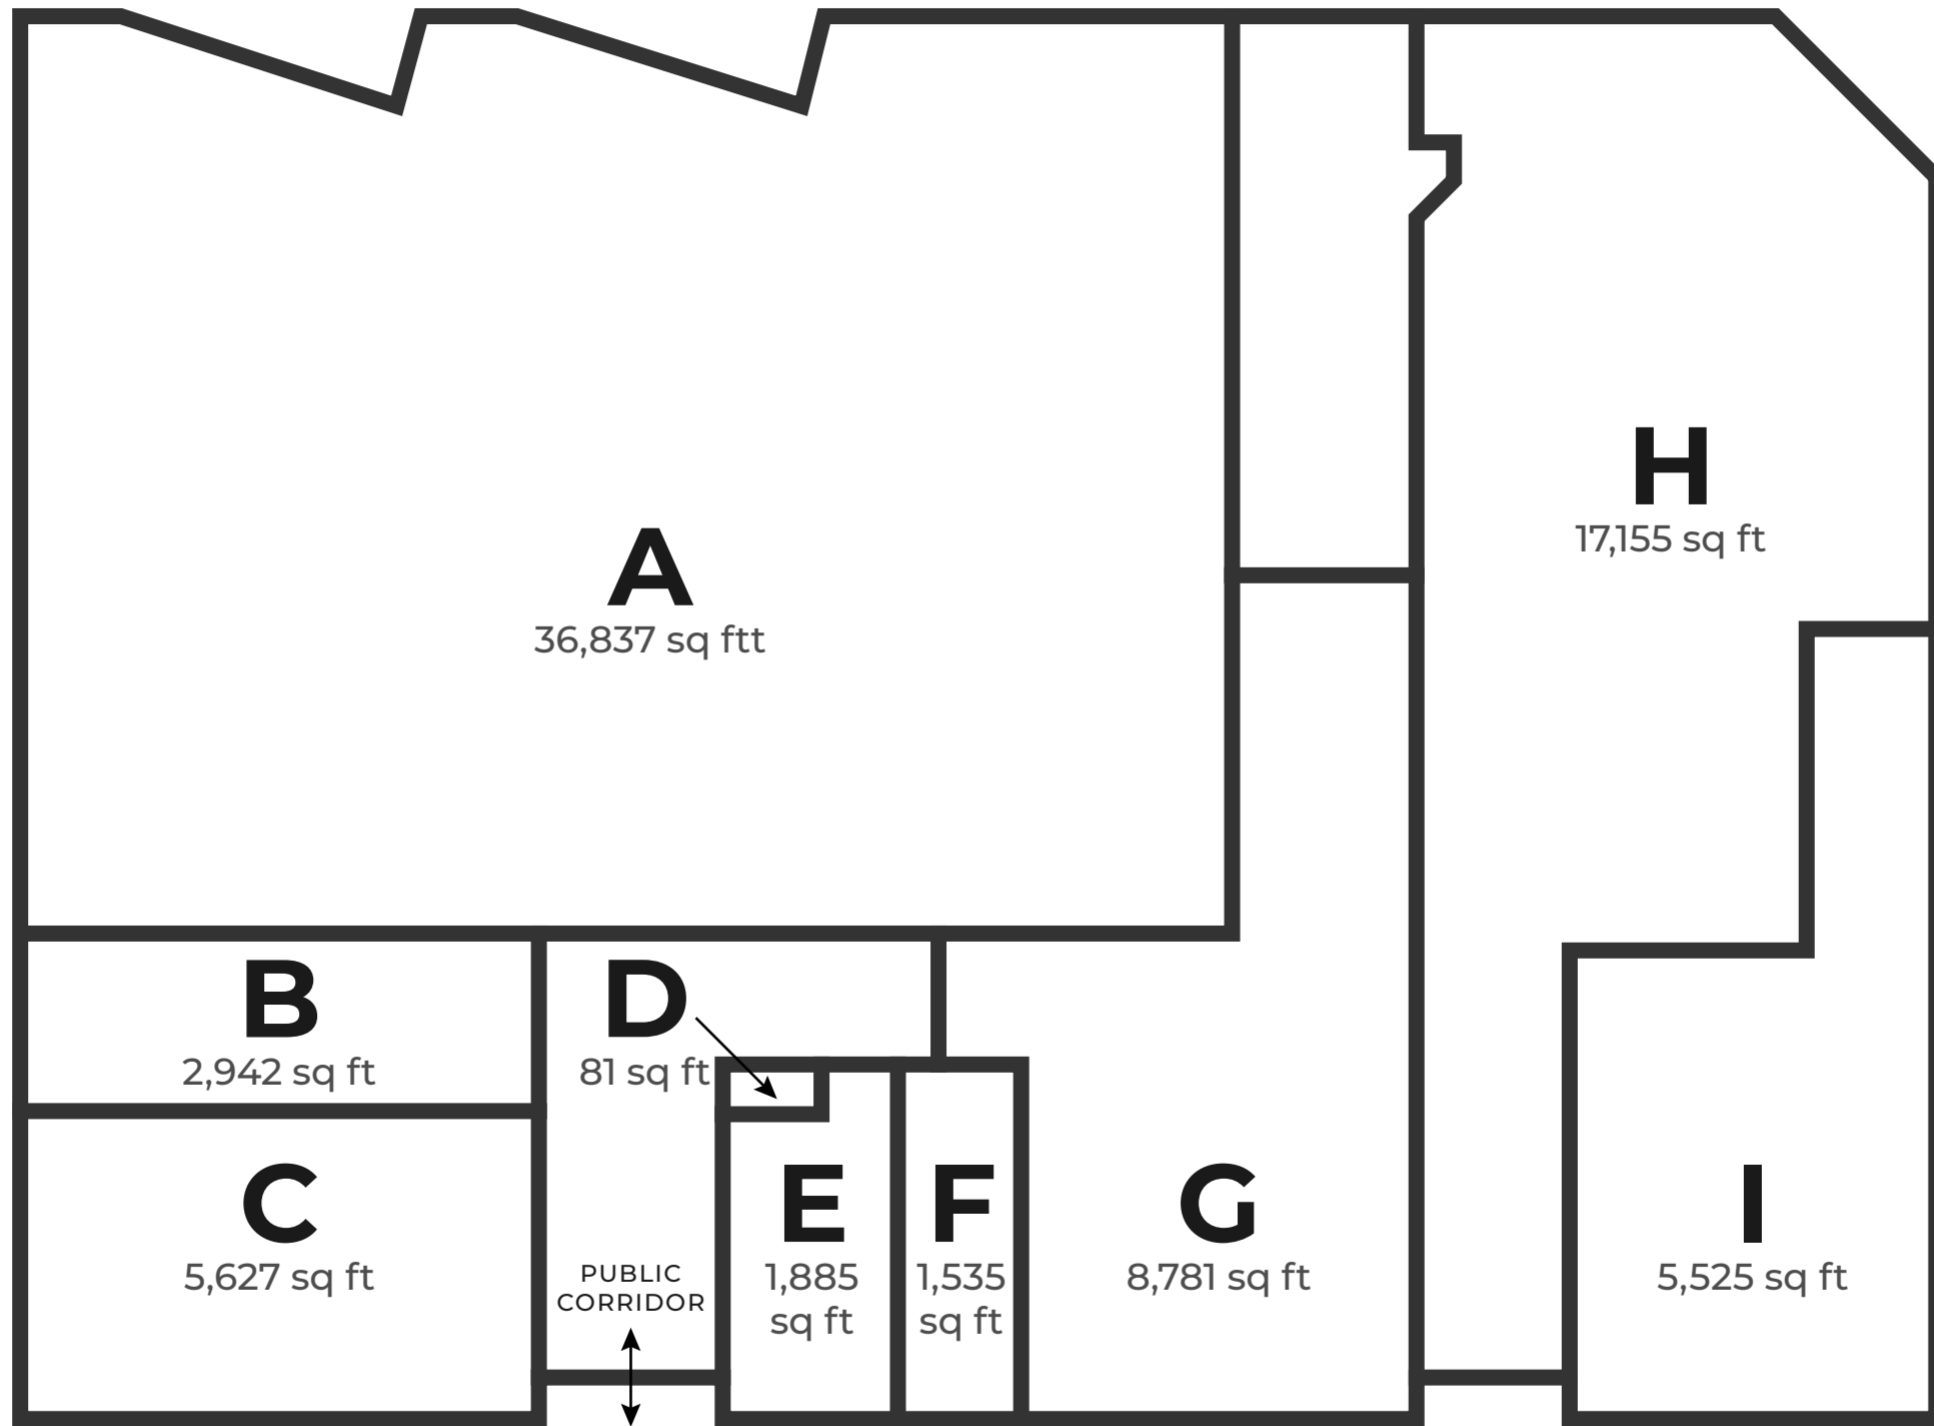 A
36,837 sq ftt
H
17,155 sq ft
B
2,942 sq ft
C
5,627 sq ft
D
81 sq ft
PUBLIC
CORRIDOR
E
1,885
sq ft
F
1,535
sq ft
G
8,781 sq ft
I
5,525 sq ft